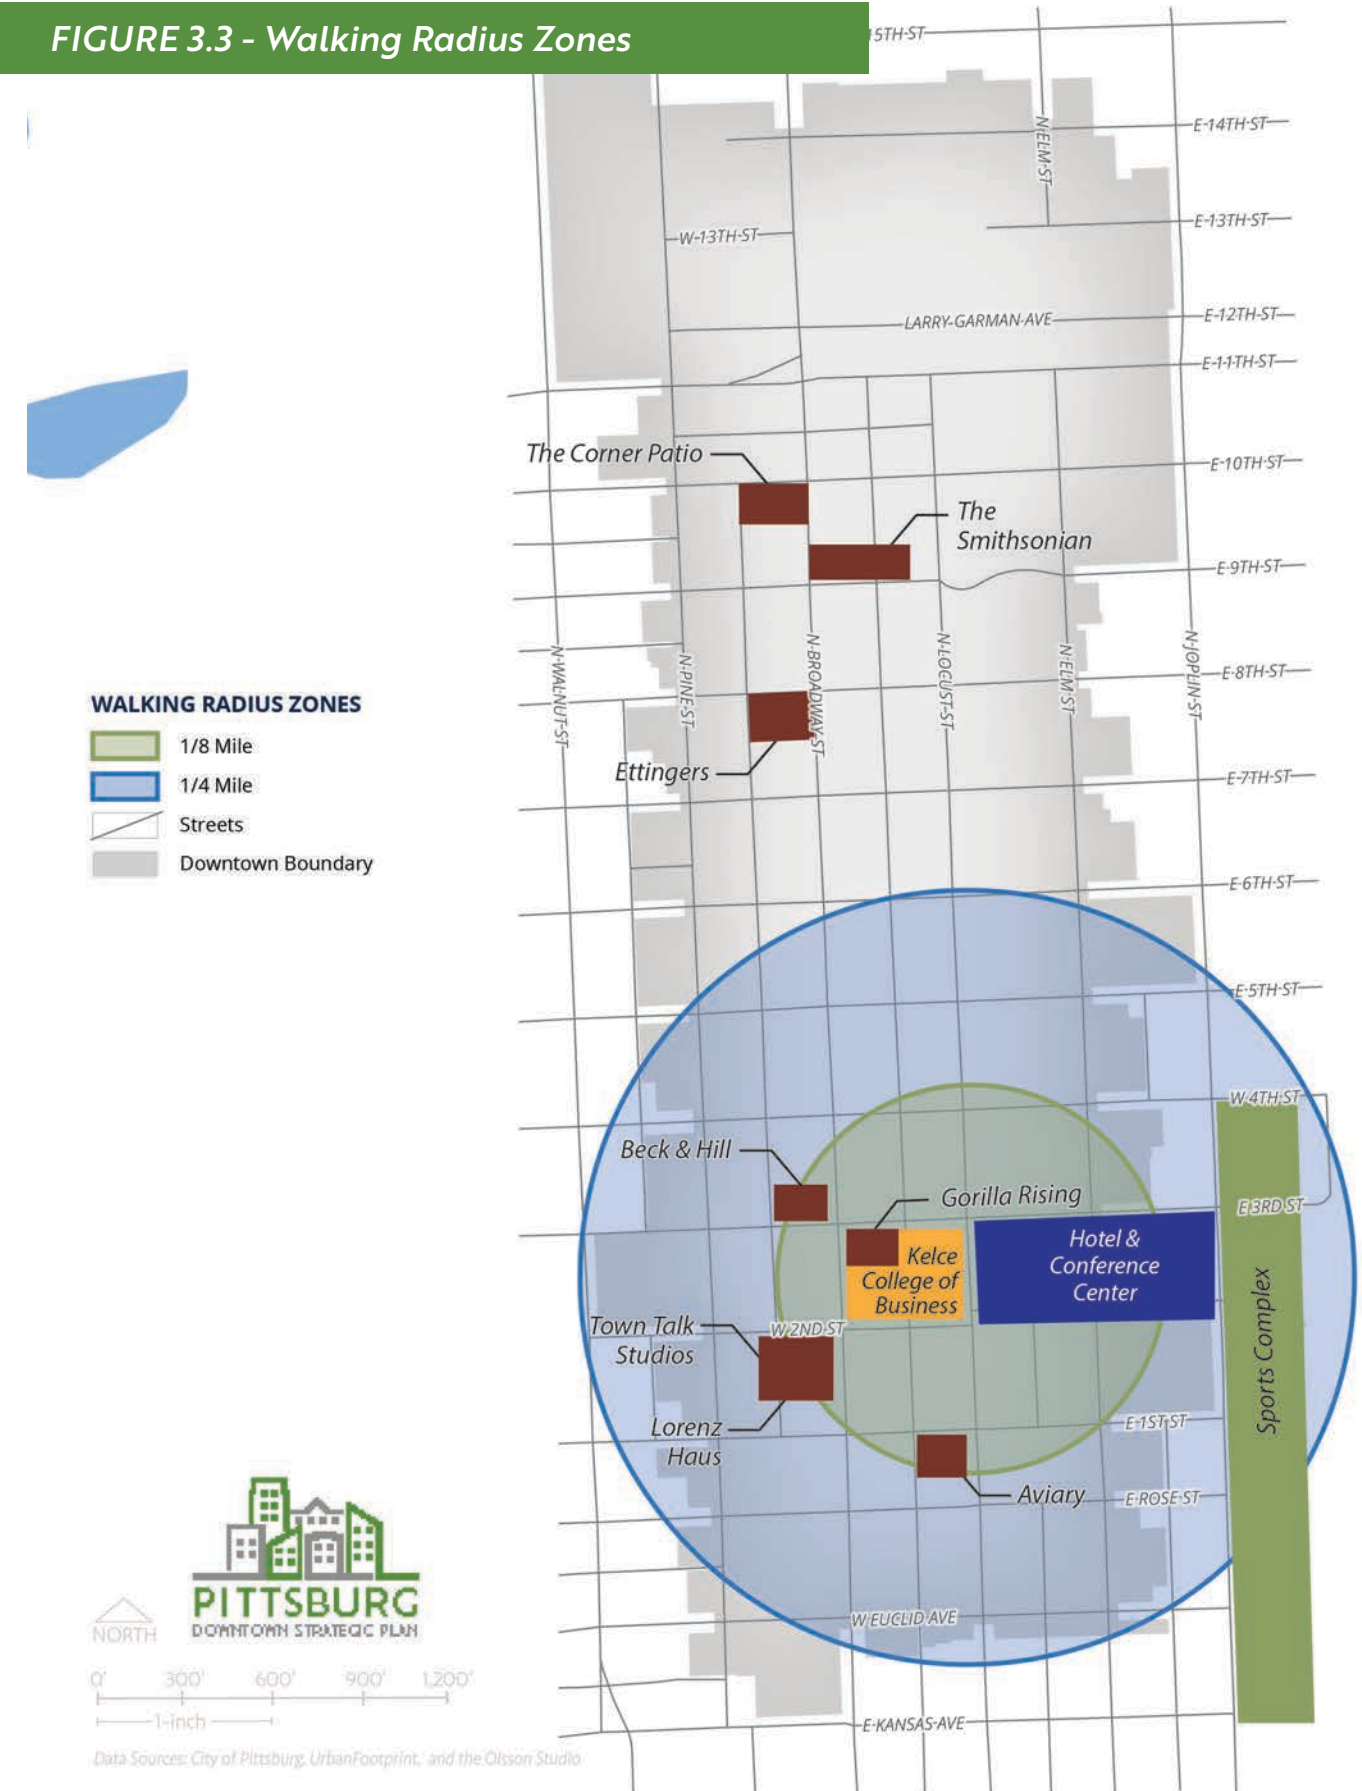 FIGURE 3.3 - Walking Radius Zones
15TH-ST
E-14TH-ST
N-ELM-ST
E-13TH-ST
W-13TH-ST
E-12TH-ST
LARRY-GARMAN-AVE
E-11TH-ST
The Corner Patio
E-10TH-ST
The
Smithsonian
E-9TH-ST
N-WALNUT-ST
N-PINE-ST
N-BROADWAY-ST
N-LOCUST-ST
N-ELM-ST
N-JOPLIN-ST
E-8TH-ST
WALKING RADIUS ZONES
1/8 Mile
1/4 Mile
Streets
Downtown Boundary
Ettingers
E-7TH-ST
E-6TH-ST
E-5TH-ST
W-4TH-ST
Beck & Hill
Gorilla Rising
E 3RD ST
Hotel &
Conference
Center
Kelce
College of
Business
Sports Complex
Town Talk
Studios
W 2ND ST
Lorenz
Haus
E-1ST ST
Aviary
E-ROSE-ST
W-EUCLID AVE
E-KANSAS-AVE
PITTSBURG
DOWNTOWN STRATEGIC PLAN
NORTH
0' 300' 600' 900' 1,200'
1-inch
Data Sources: City of Pittsburg, UrbanFootprint, and the Olsson Studio